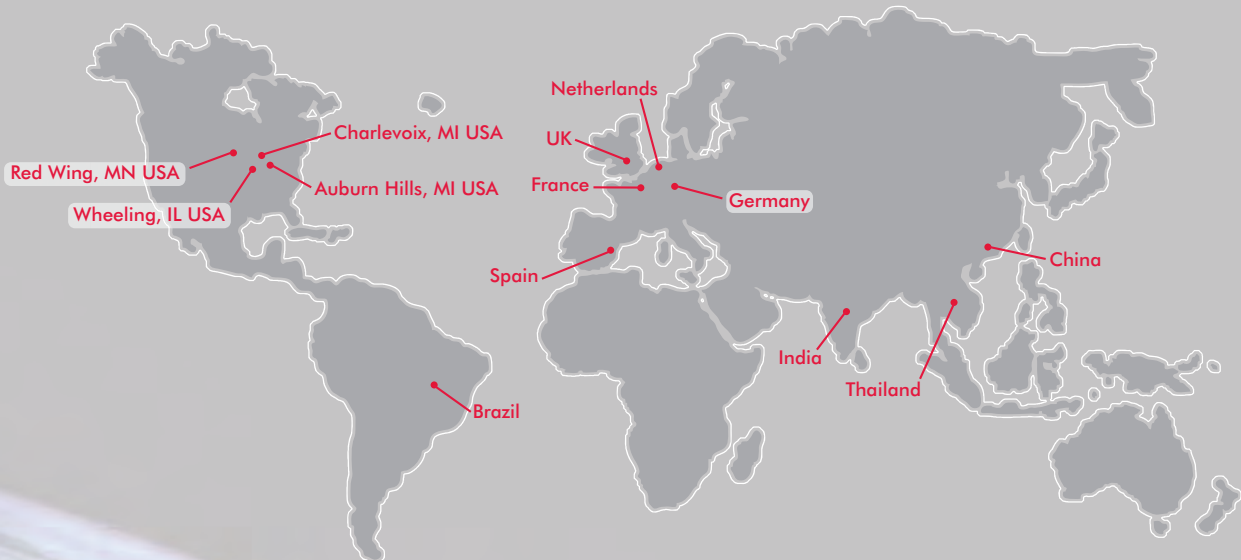 Netherlands
Charlevoix, MI USA
UK
Red Wing, MN USA
France
Auburn Hills, MI USA
Germany
Wheeling, IL USA
China
Spain
India
Thailand
Brazil